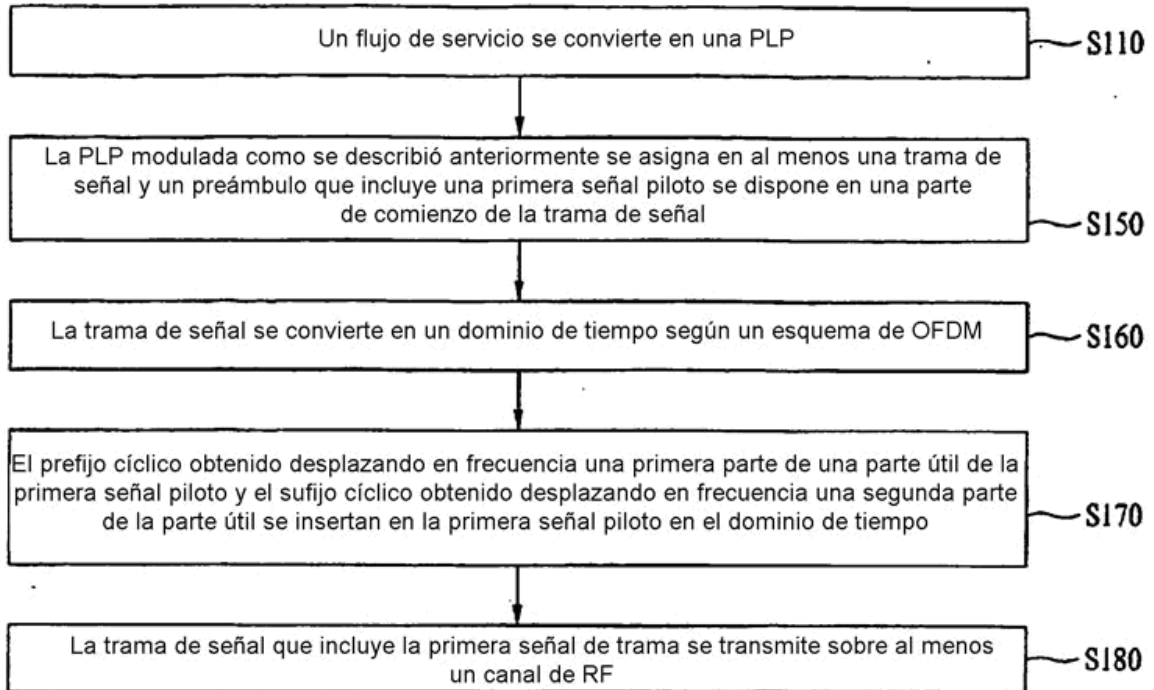 Un flujo de servicio se convierte en una PLP
S110
La PLP modulada como se describió anteriormente se asigna en al menos una trama de
señal y un preámbulo que incluye una primera señal piloto se dispone en una parte
de comienzo de la trama de señal
S150
La trama de señal se convierte en un dominio de tiempo según un esquema de OFDM
S160
El prefijo cíclico obtenido desplazando en frecuencia una primera parte de una parte útil de la
primera señal piloto y el sufijo cíclico obtenido desplazando en frecuencia una segunda parte
de la parte útil se insertan en la primera señal piloto en el dominio de tiempo
S170
La trama de señal que incluye la primera señal de trama se transmite sobre al menos
un canal de RF
S180